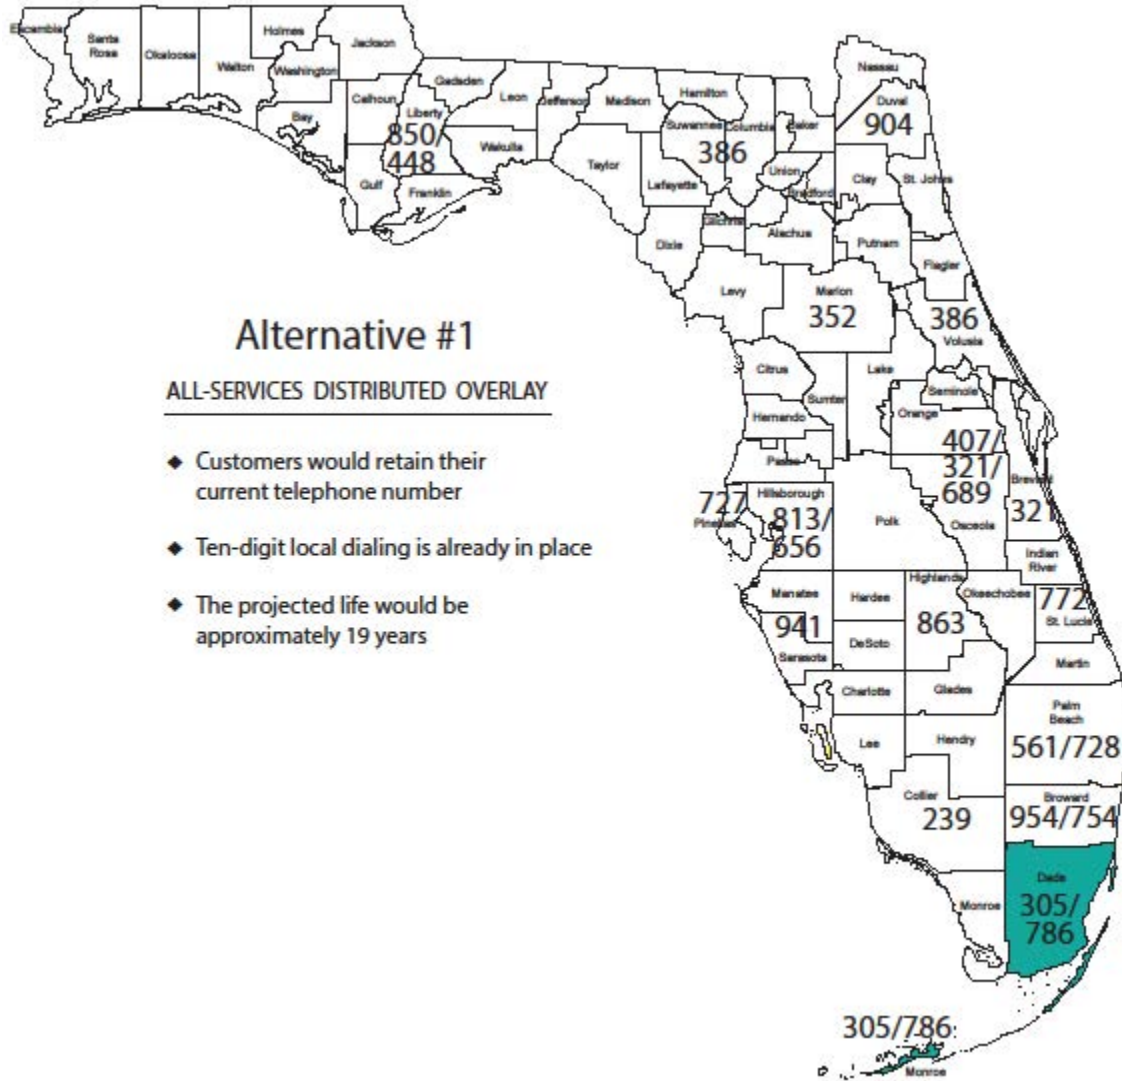 Escambia
Santa
Rosa
Okaloosa
Walton
Holmes
Washington
Jackson
Bay
Calhoun
Gulf
Gadsden
Liberty
850/
448
Franklin
Leon
Wakulla
Jefferson
Madison
Taylor
Hamilton
Suwannee
Columbia
386
Lafayette
Dixie
Gilchrist
Baker
Union
Bradford
Alachua
Nassau
Duval
904
Clay
St. Johns
Putnam
Flagler
Levy
Marion
352
386
Volusia
Alternative #1
ALL-SERVICES DISTRIBUTED OVERLAY
◆ Customers would retain their
current telephone number
◆ Ten-digit local dialing is already in place
◆ The projected life would be
approximately 19 years
Citrus
Sumter
Lake
Hernando
Seminole
Orange
407/
321/
689
Osceola
Brevard
321
Pasco
727
Pinellas
Hillsborough
813/
656
Polk
Indian
River
Manatee
941
Sarasota
Hardee
DeSoto
Highlands
863
Okeechobee
772
St. Lucie
Martin
Charlotte
Glades
Palm
Beach
561/728
Lee
Hendry
Collier
239
Broward
954/754
Monroe
Dade
305/
786
305/786
Monroe